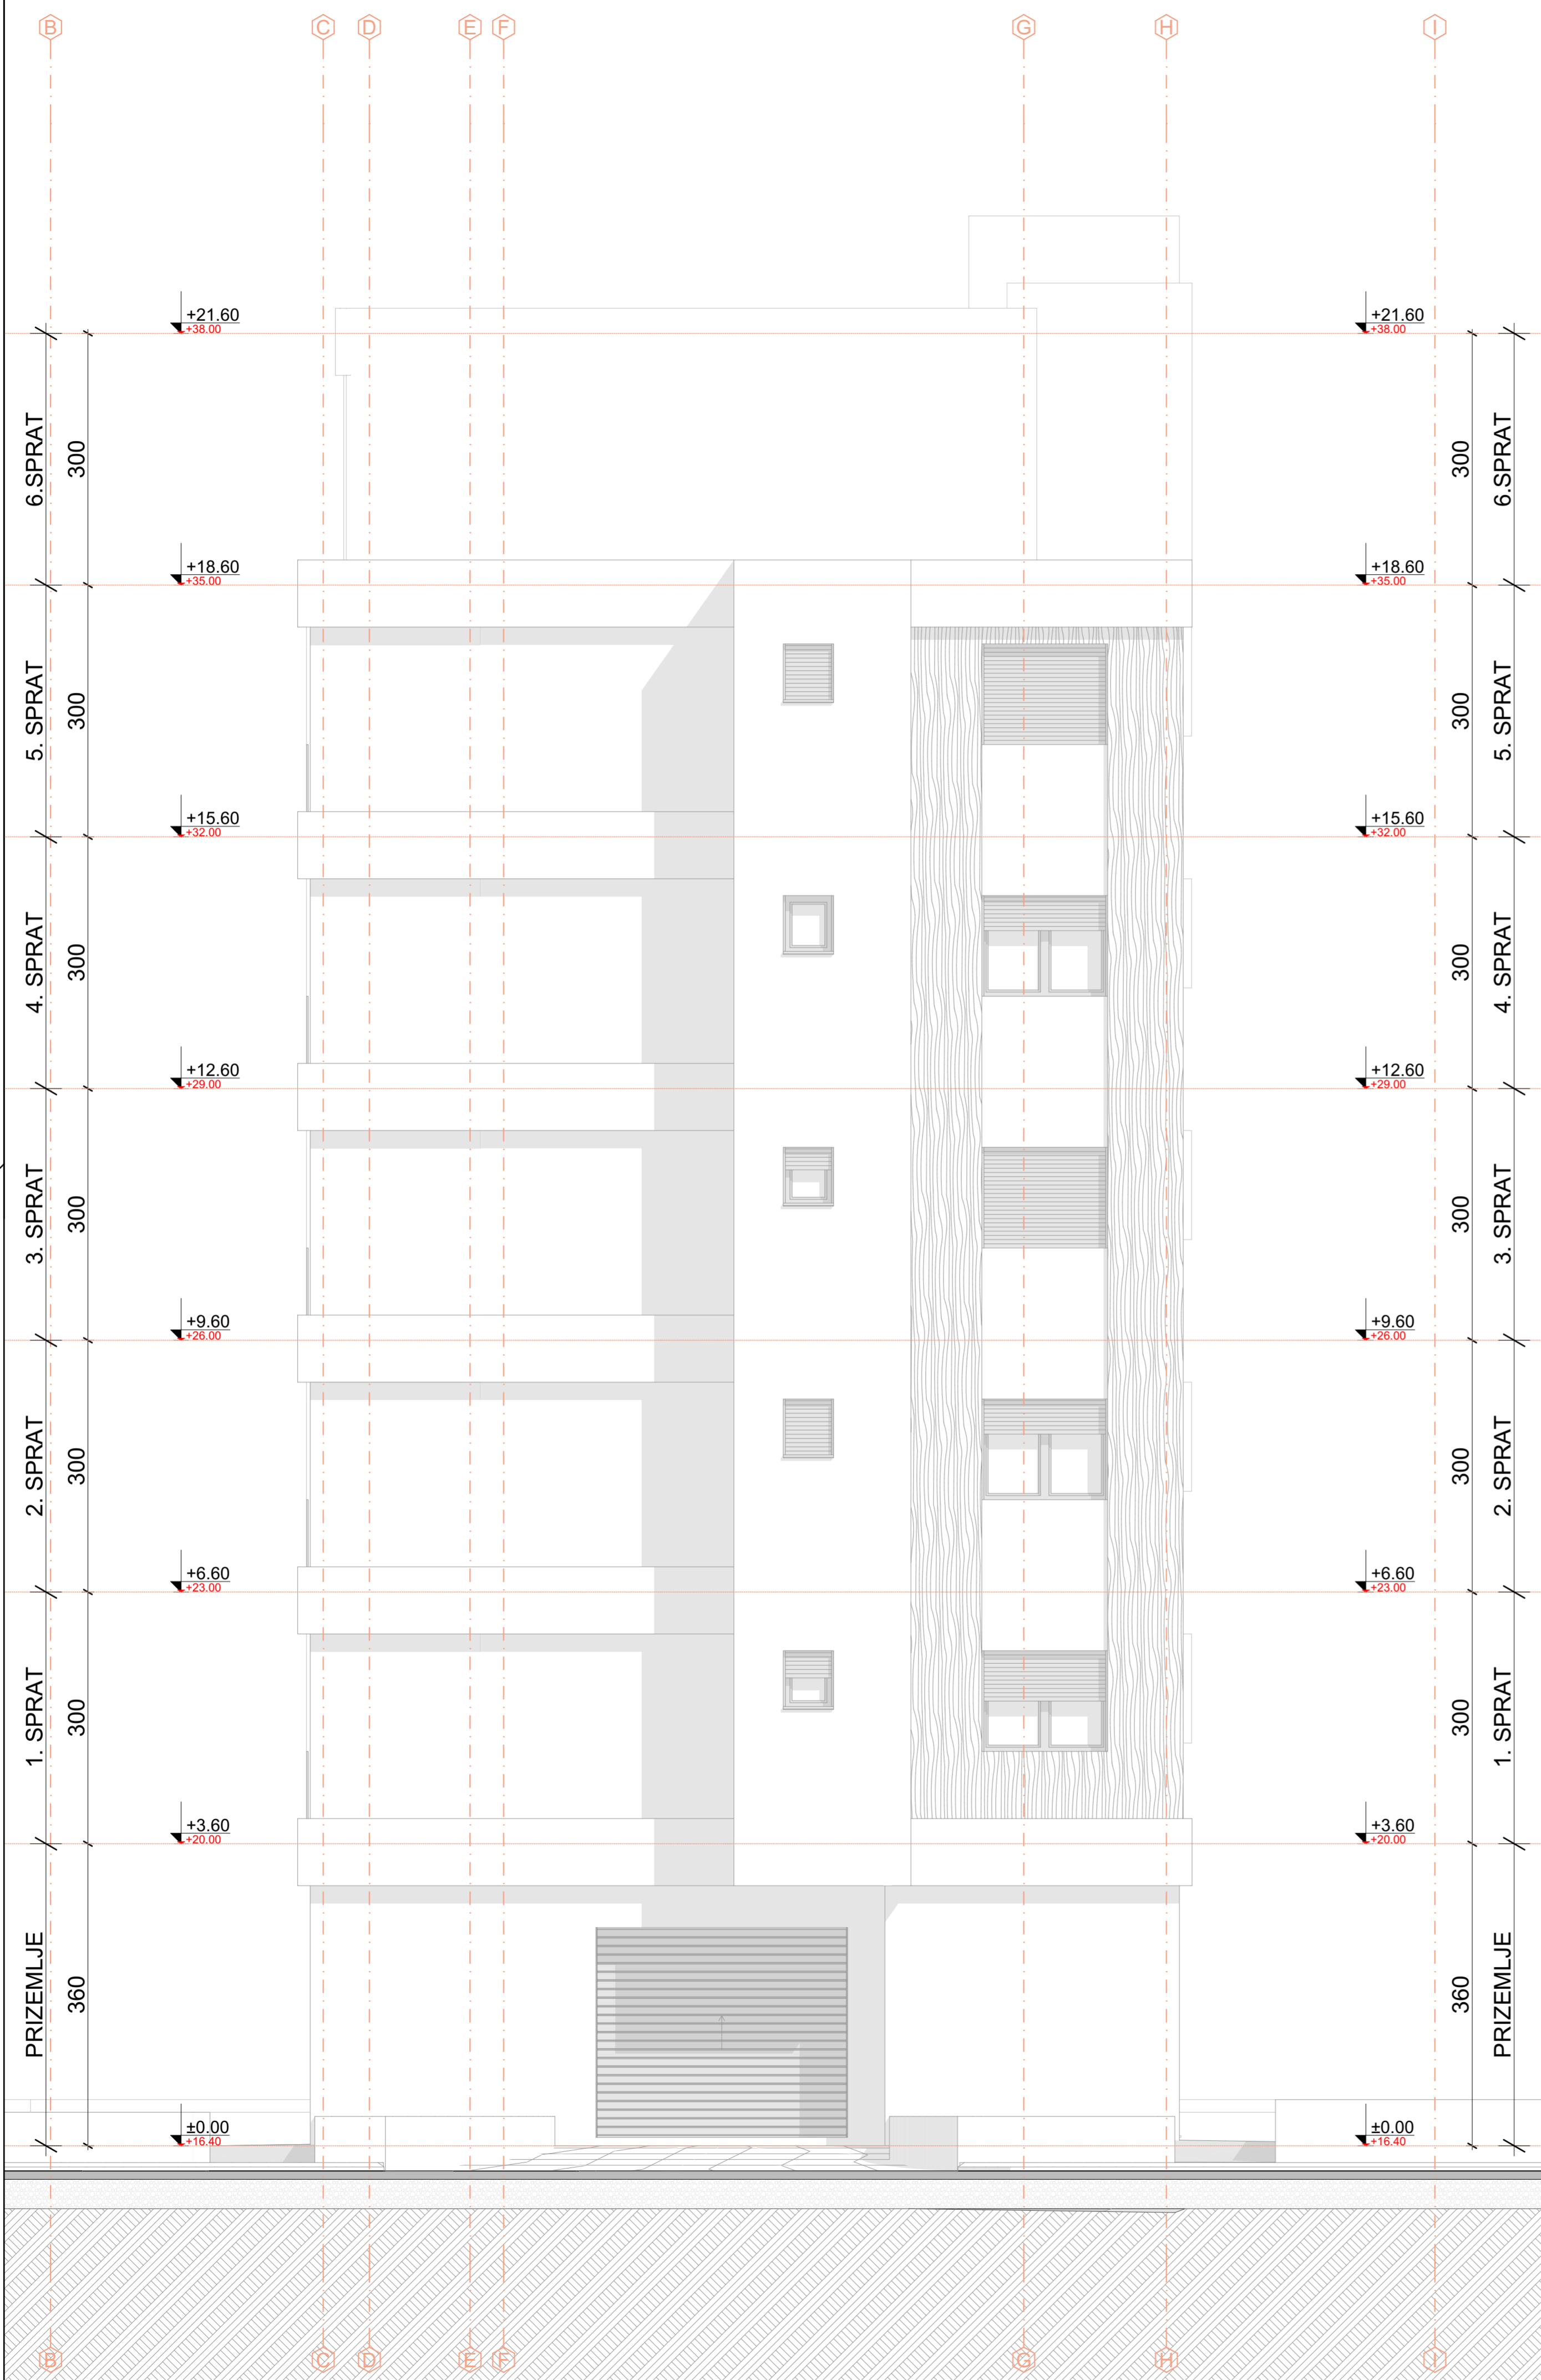 B C D E F G H I
+21.60 +21.60
+38.00 +38.00
6.SPRAT 300 300 6.SPRAT
+18.60 +18.60
+35.00 +35.00
5. SPRAT 300 300 5. SPRAT
+15.60 +15.60
+32.00 +32.00
4. SPRAT 300 300 4. SPRAT
+12.60 +12.60
+29.00 +29.00
3. SPRAT 300 300 3. SPRAT
+9.60 +9.60
+26.00 +26.00
2. SPRAT 300 300 2. SPRAT
+6.60 +6.60
+23.00 +23.00
1. SPRAT 300 300 1. SPRAT
+3.60 +3.60
+20.00 +20.00
PRIZEMLJE 360 360 PRIZEMLJE
±0.00 ±0.00
+16.40 +16.40
B C D E F G H I